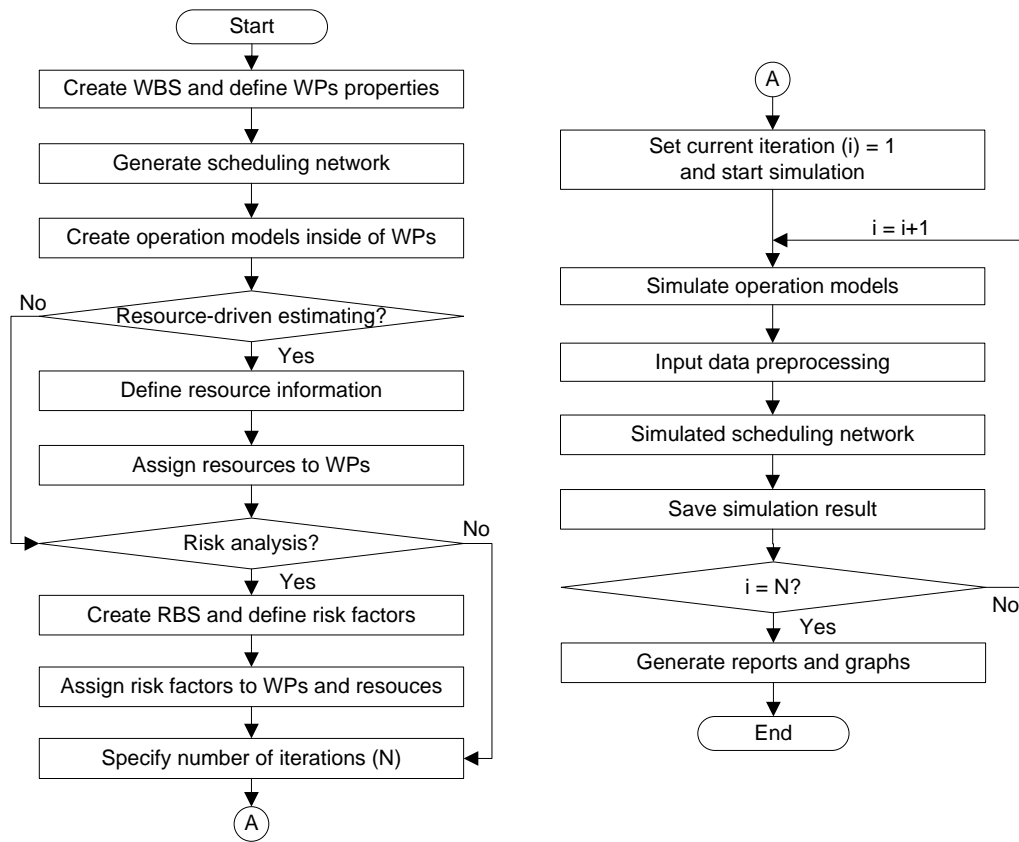 Start
Create WBS and define WPs properties
Generate scheduling network
Create operation models inside of WPs
No
Resource-driven estimating?
Yes
Define resource information
Assign resources to WPs
Risk analysis?
No
Yes
Create RBS and define risk factors
Assign risk factors to WPs and resouces
Specify number of iterations (N)
A
A
Set current iteration (i) = 1
and start simulation
i = i+1
Simulate operation models
Input data preprocessing
Simulated scheduling network
Save simulation result
i = N?
No
Yes
Generate reports and graphs
End